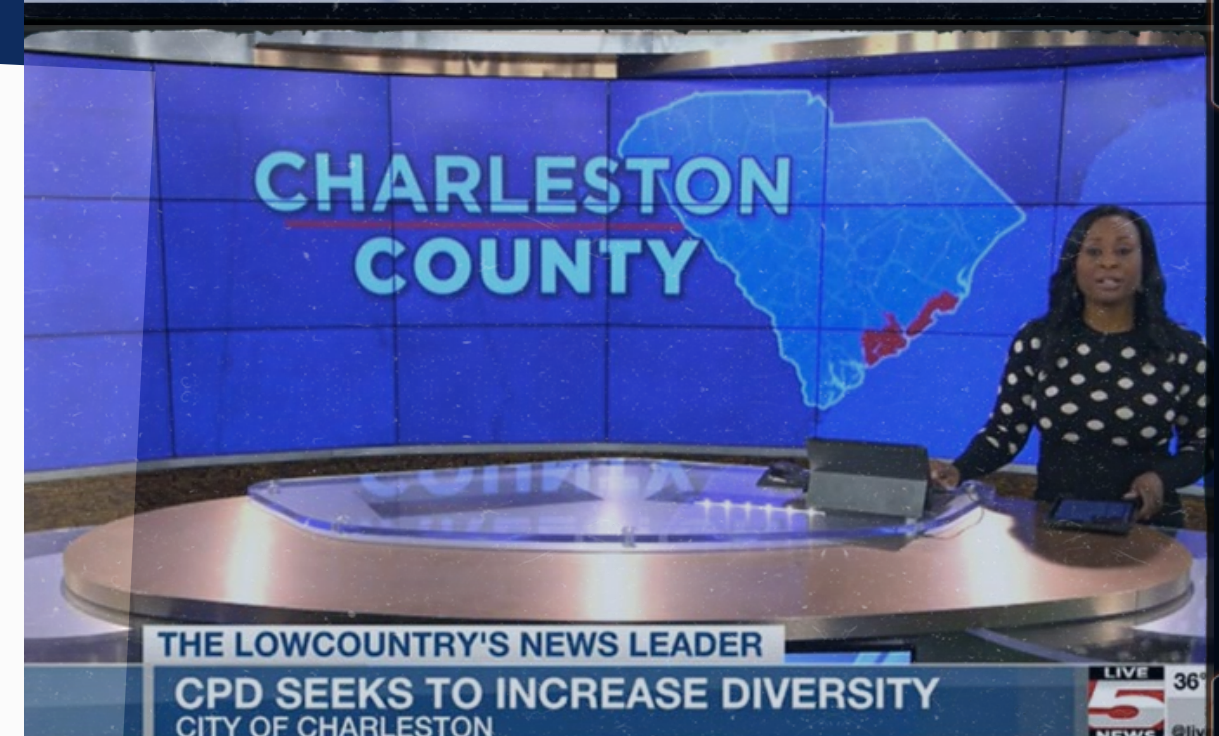 CHARLESTON
COUNTY
THE LOWCOUNTRY'S NEWS LEADER
CPD SEEKS TO INCREASE DIVERSITY
CITY OF CHARLESTON
LIVE
5
NEWS
36°